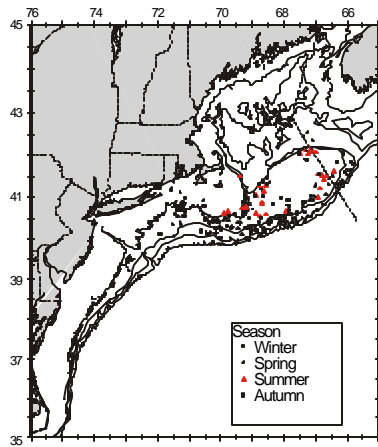 76 74 72 70 68 66
45
43
41
39
37
35
Season
Winter
Spring
Summer
Autumn